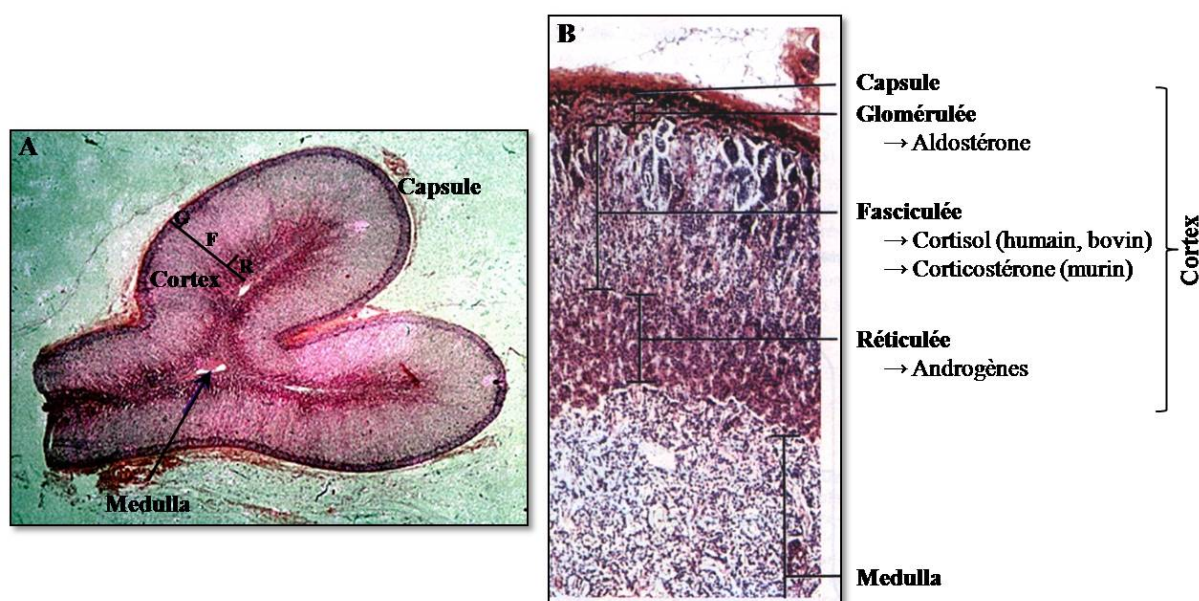 A
Capsule
G
F
R
Cortex
Medulla
B
Capsule
Glomérulée
→ Aldostérone
Fasciculée
→ Cortisol (humain, bovin)
→ Corticostérone (murin)
Réticulée
→ Androgènes
Medulla
Cortex